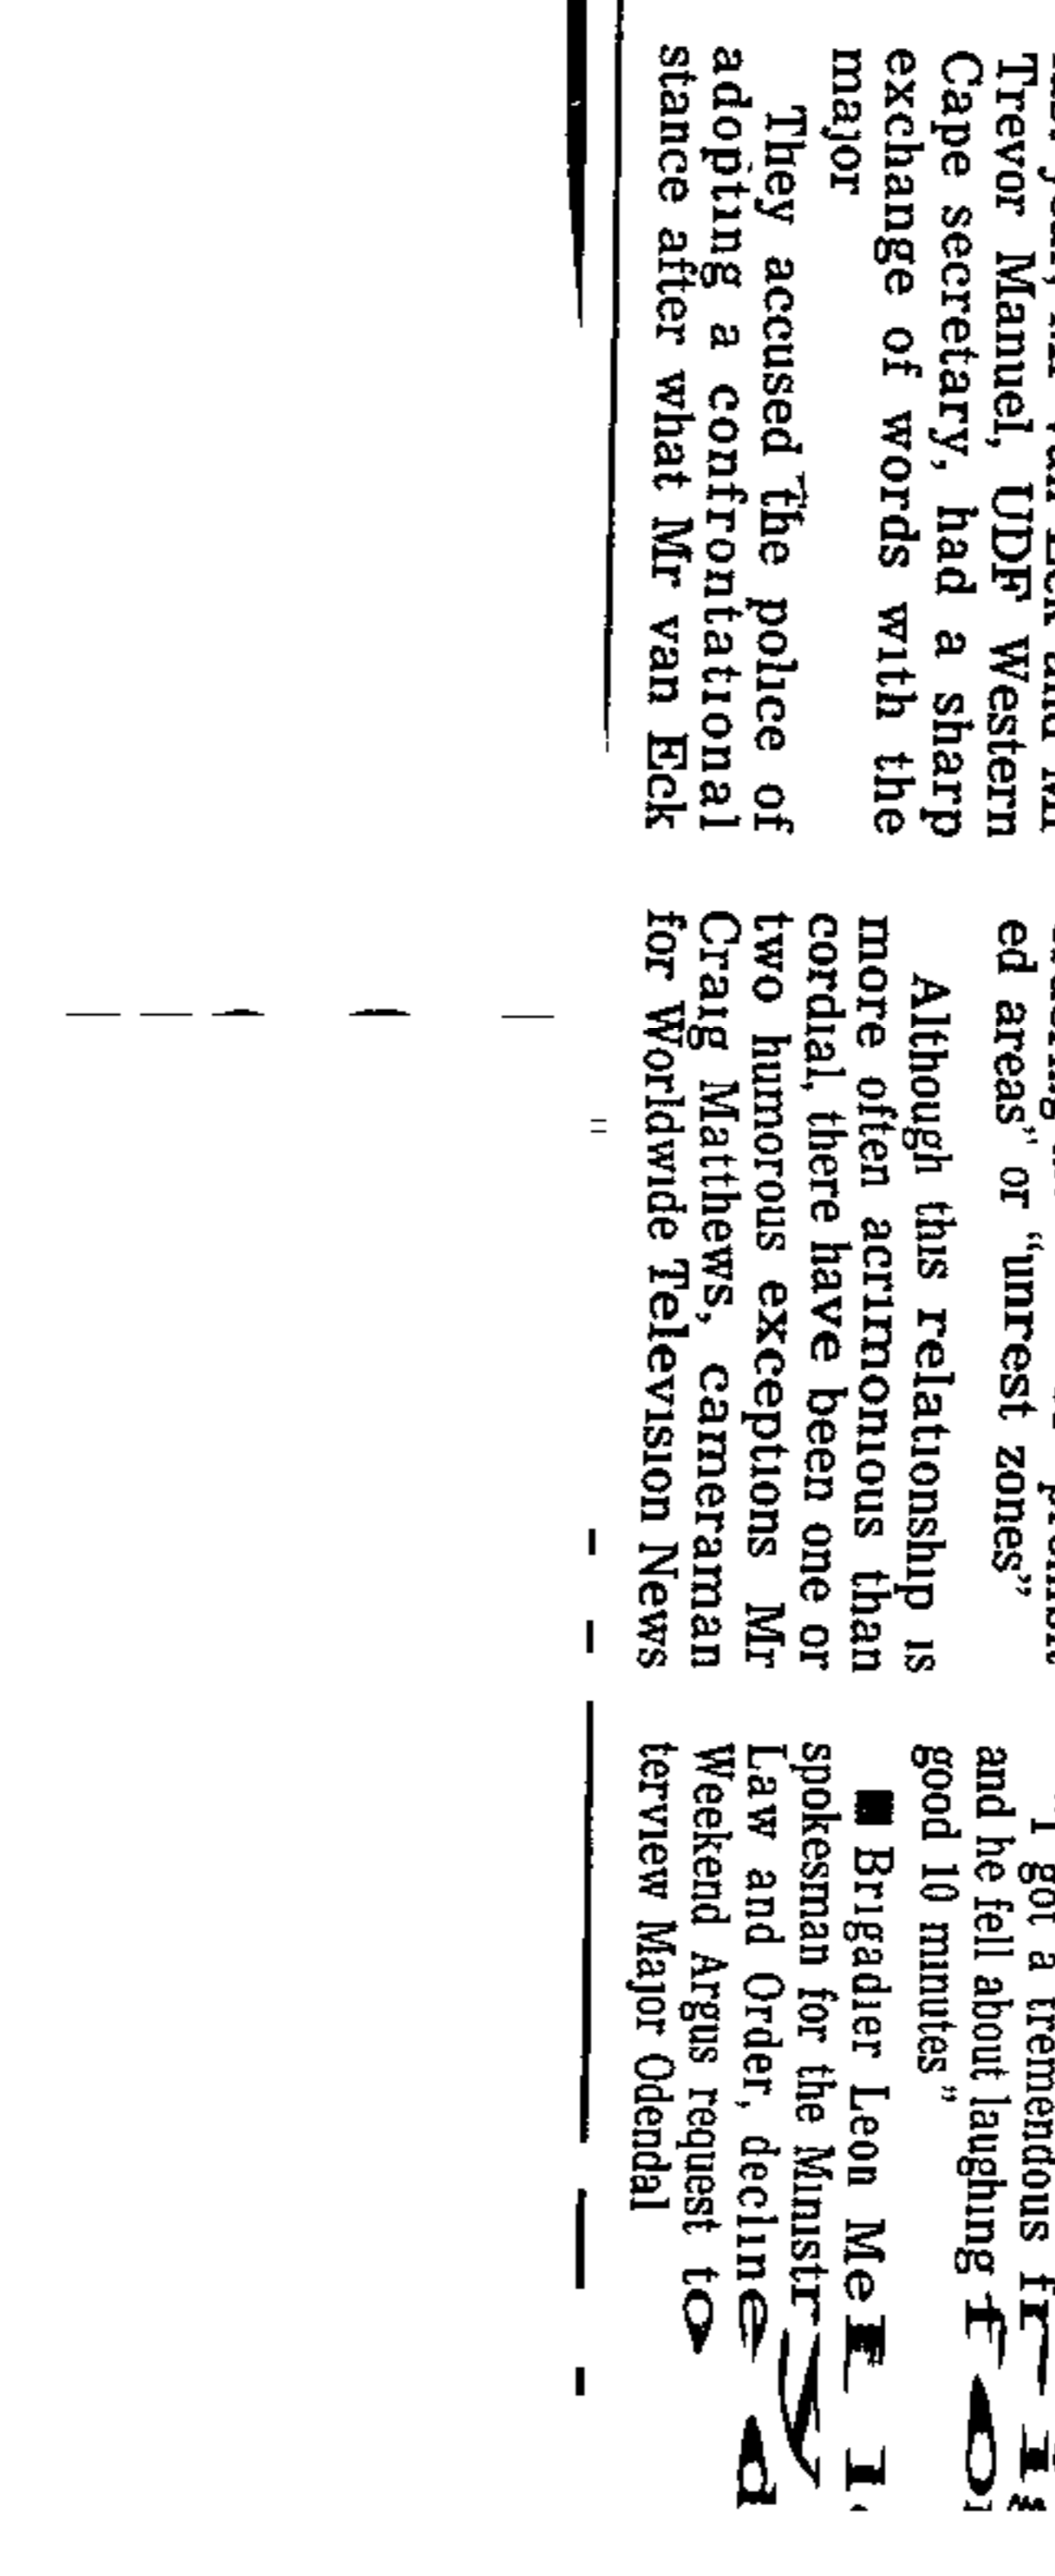 Trevor Manuel, UDF Western
Cape secretary, had a sharp
exchange of words with the
major
They accused the police of
adopting a confrontational
stance after what Mr van Eck
ed areas" or "unrest zones"
Although this relationship is
more often acrimonious than
cordial, there have been one or
two humorous exceptions Mr
Craig Matthews, cameraman
for Worldwide Television News
I got a tremendous
and he fell about laughing
good 10 minutes"
■ Brigadier Leon
spokesman for the Ministry
Law and Order, declined
Weekend Argus request to
terview Major Odendal